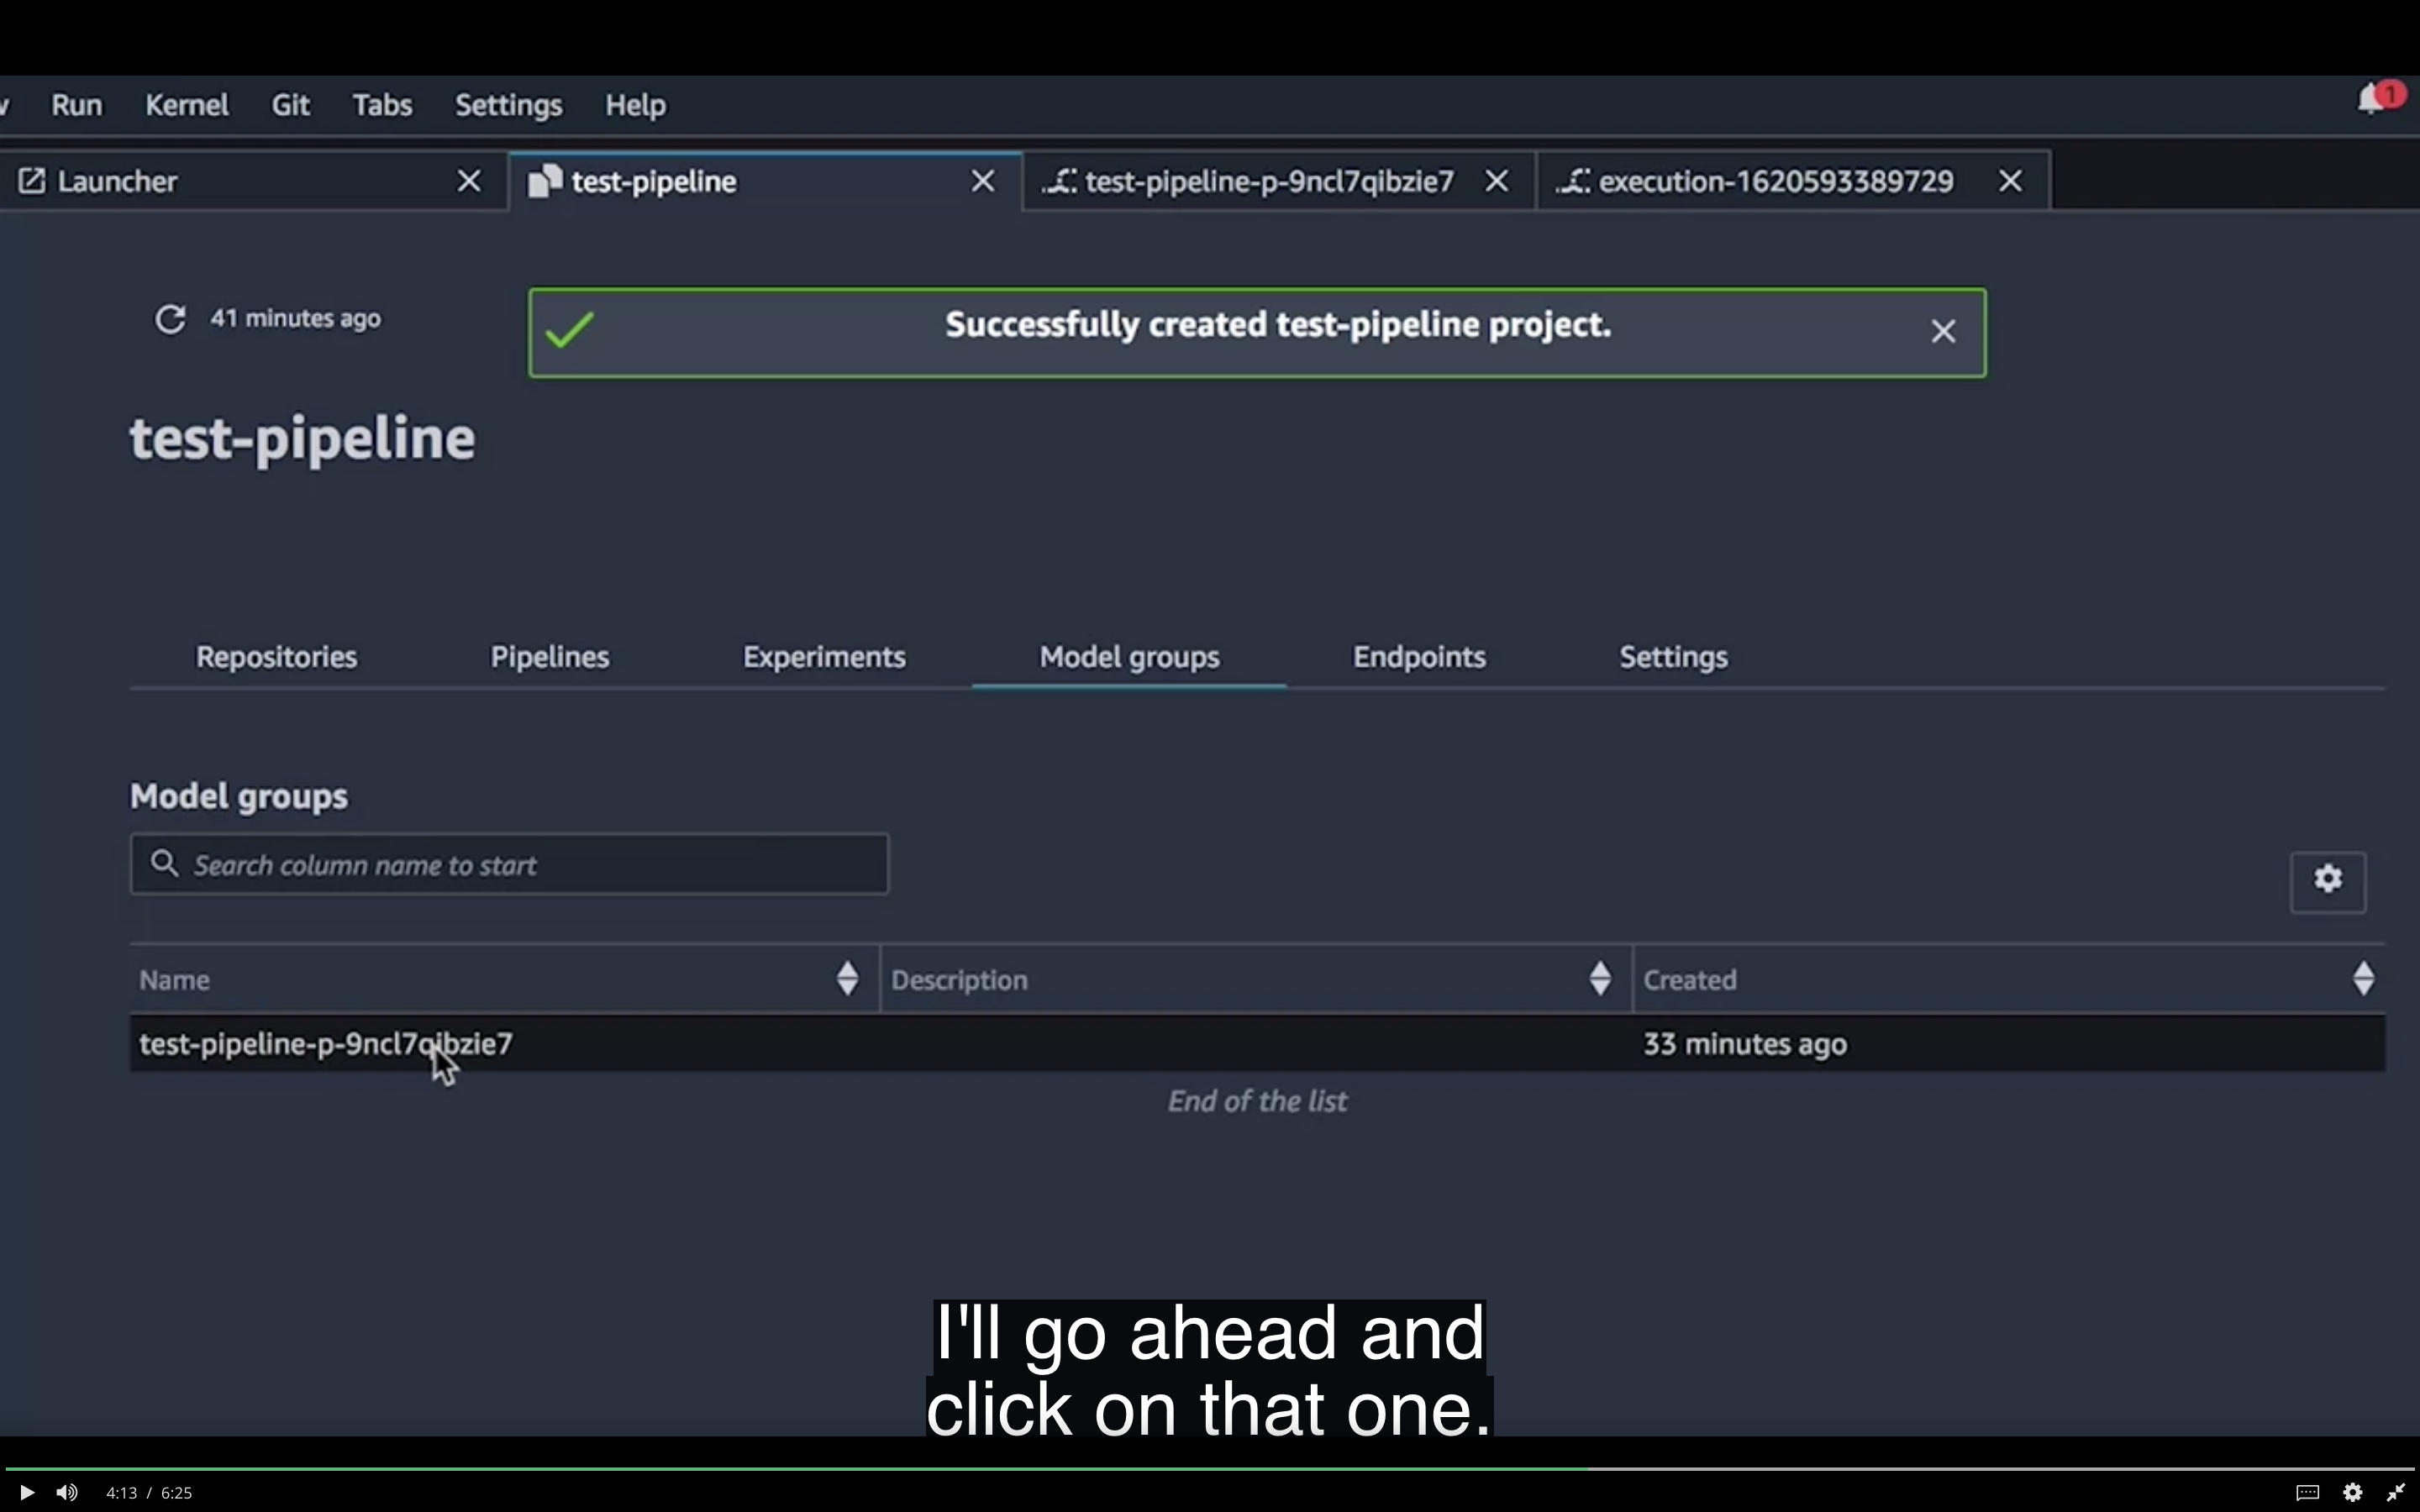 Run Kernel Git Tabs Settings Help
1
Launcher test-pipeline test-pipeline-p-9ncl7qibzie7 execution-1620593389729
41 minutes ago
Successfully created test-pipeline project.
test-pipeline
Repositories Pipelines Experiments Model groups Endpoints Settings
Model groups
Search column name to start
Name Description Created
test-pipeline-p-9ncl7qibzie7 33 minutes ago
End of the list
I'll go ahead and
click on that one.
4:13 / 6:25